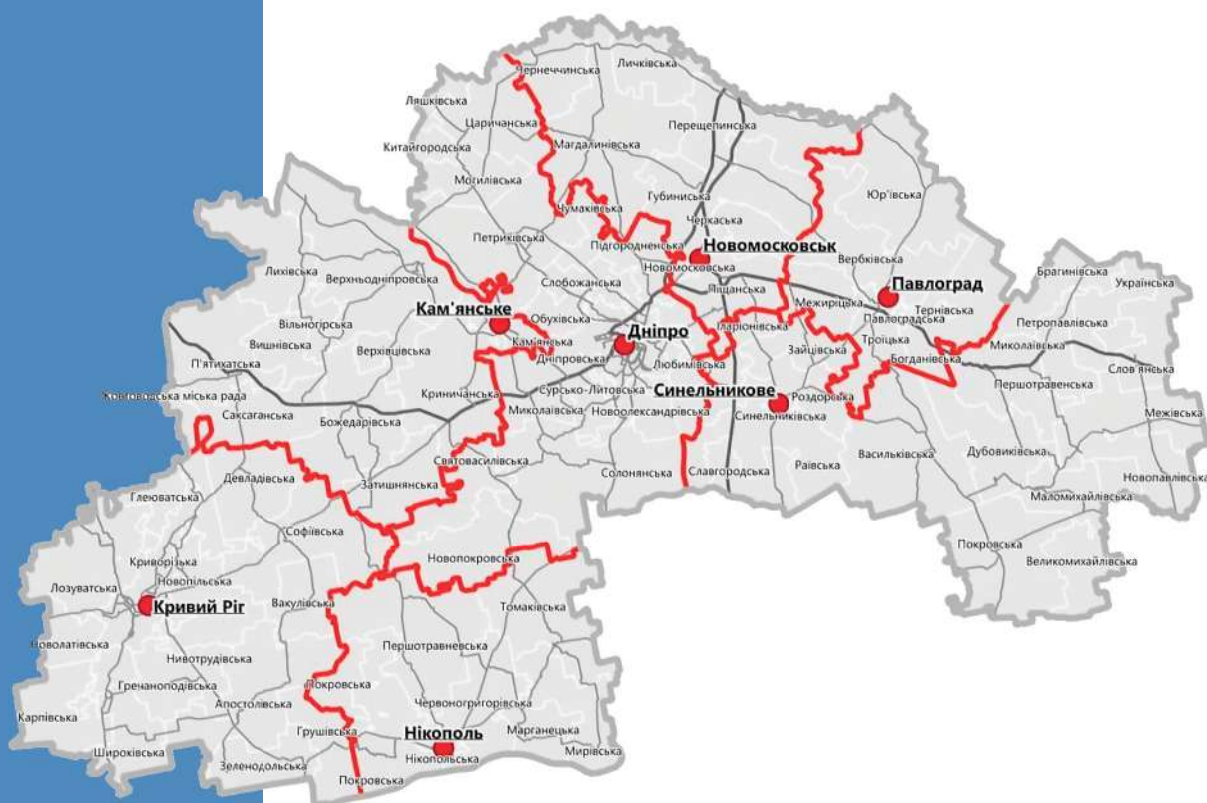 Чернеччинська
Личківська
Ляшківська
Царичанська
Перещепинська
Китайгородська
Магдалинівська
Могилівська
Юр'ївська
Губиниська
Чумаківська
Черкаська
Петриківська
Підгородненська
Новомосковськ
Новомосковська
Вербківська
Лихівська
Верхньодніпровська
Слобожанська
Піщанська
Брагинівська
Українська
Павлоград
Межиріцька
Тернівська
Кам'янське
Обухівська
Павлоградська
Петропавлівська
Вільногірська
Іларіонівська
Дніпро
Кам'янська
Троїцька
Миколаївська
Вишнівська
Верхівцівська
Дніпровська
Зайцівська
Богданівська
П'ятихатська
Любимівська
Слов'янська
Криничанська
Сурсько-Литовська
Синельникове
Роздорська
Першотравенська
Жовтоводська міська рада
Саксаганська
Миколаївська
Новоолександрівська
Синельниківська
Межівська
Божедарівська
Васильківська
Дубовиківська
Святовасилівська
Солонянська
Славгородська
Раївська
Девладівська
Затишнянська
Новопавлівська
Глеюватська
Маломихайлівська
Софіївська
Покровська
Новопокровська
Великомихайлівська
Криворізька
Новопільська
Лозуватська
Кривий Ріг
Вакулівська
Томаківська
Новолатівська
Першотравневська
Нивотрудівська
Гречаноподівська
Покровська
Апостолівська
Червоногригорівська
Карпівська
Грушівська
Нікополь
Марганецька
Широківська
Нікопольська
Мирівська
Зеленодольська
Покровська